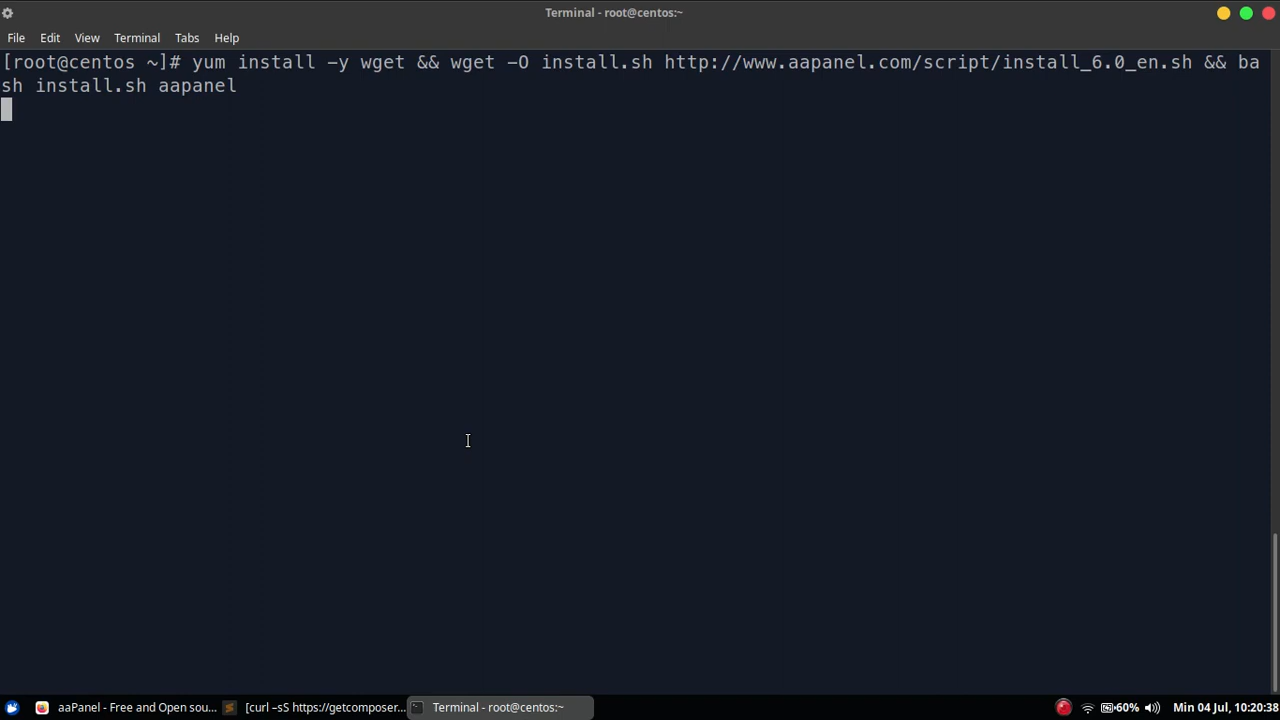 Terminal - root@centos:~
File Edit View Terminal Tabs Help
[root@centos ~]# yum install -y wget && wget -O install.sh http://www.aapanel.com/script/install_6.0_en.sh && ba
sh install.sh aapanel
aaPanel - Free and Open sou... [curl -sS https://getcomposer... Terminal - root@centos:~ 60% Min 04 Jul, 10:20:38